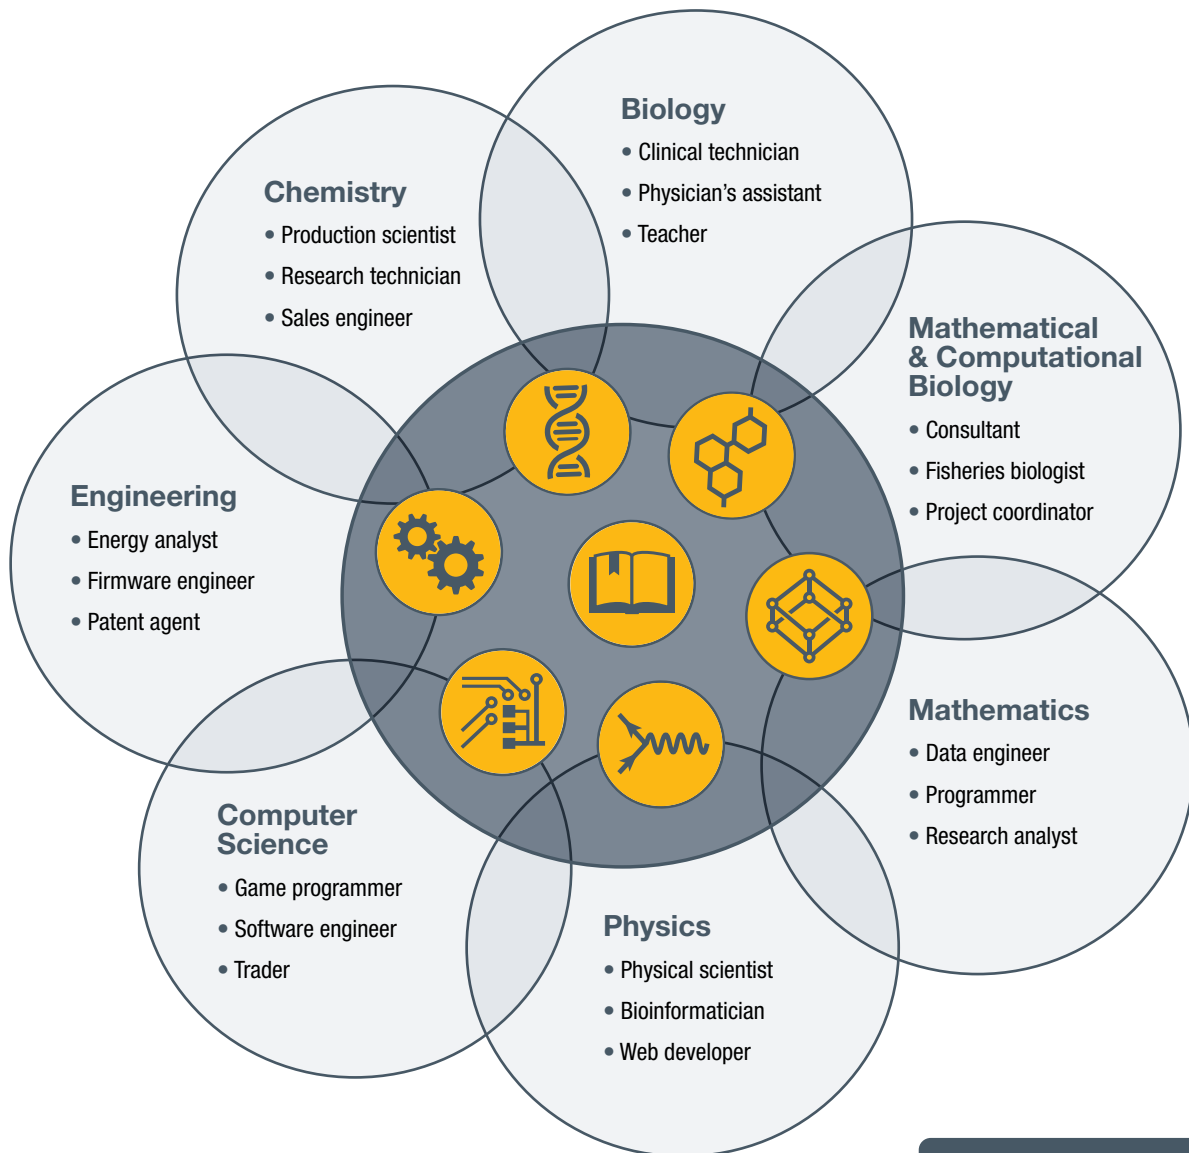 Biology
• Clinical technician
• Physician’s assistant
• Teacher
Chemistry
• Production scientist
• Research technician
• Sales engineer
Mathematical
& Computational
Biology
• Consultant
• Fisheries biologist
• Project coordinator
Engineering
• Energy analyst
• Firmware engineer
• Patent agent
Mathematics
• Data engineer
• Programmer
• Research analyst
Computer
Science
• Game programmer
• Software engineer
• Trader
Physics
• Physical scientist
• Bioinformatician
• Web developer